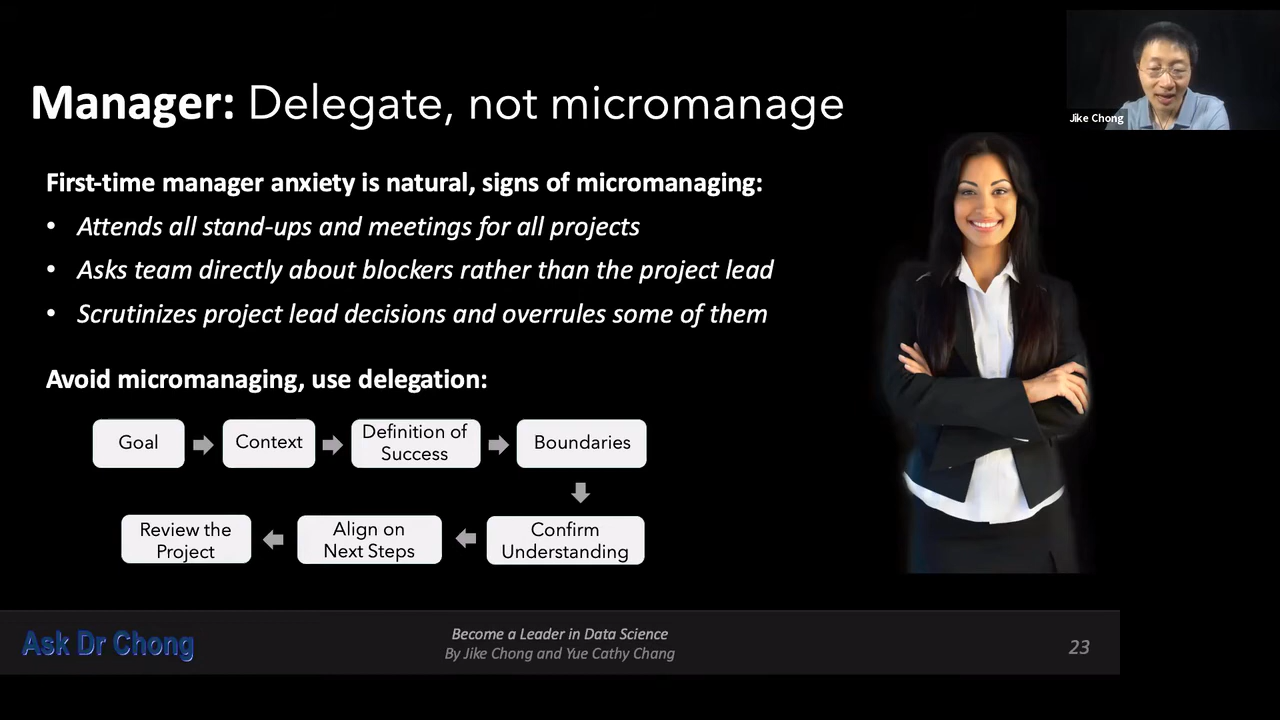 Manager: Delegate, not micromanage
Jike Chong
First-time manager anxiety is natural, signs of micromanaging:
• Attends all stand-ups and meetings for all projects
• Asks team directly about blockers rather than the project lead
• Scrutinizes project lead decisions and overrules some of them
Avoid micromanaging, use delegation:
Goal
Context
Definition of
Success
Boundaries
Confirm
Understanding
Align on
Next Steps
Review the
Project
Ask Dr Chong
Become a Leader in Data Science
By Jike Chong and Yue Cathy Chang
23